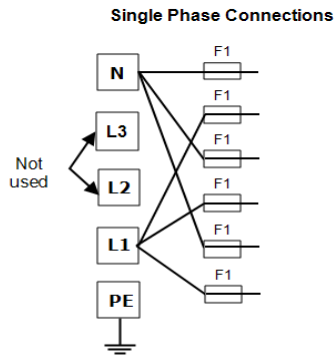 Single Phase Connections
F1
N
F1
L3
F1
Not
used
L2
F1
F1
L1
F1
PE